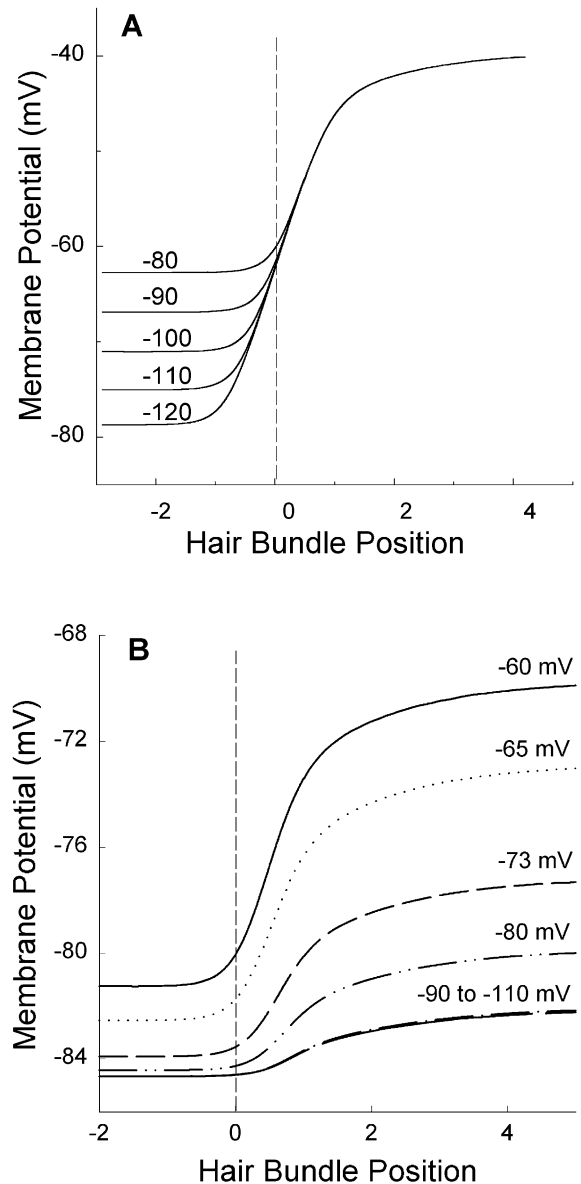 A
Membrane Potential (mV)
-40
-60
-80
-80
-90
-100
-110
-120
-2
0
2
4
Hair Bundle Position
B
Membrane Potential (mV)
-68
-72
-76
-80
-84
-60 mV
-65 mV
-73 mV
-80 mV
-90 to -110 mV
-2
0
2
4
Hair Bundle Position